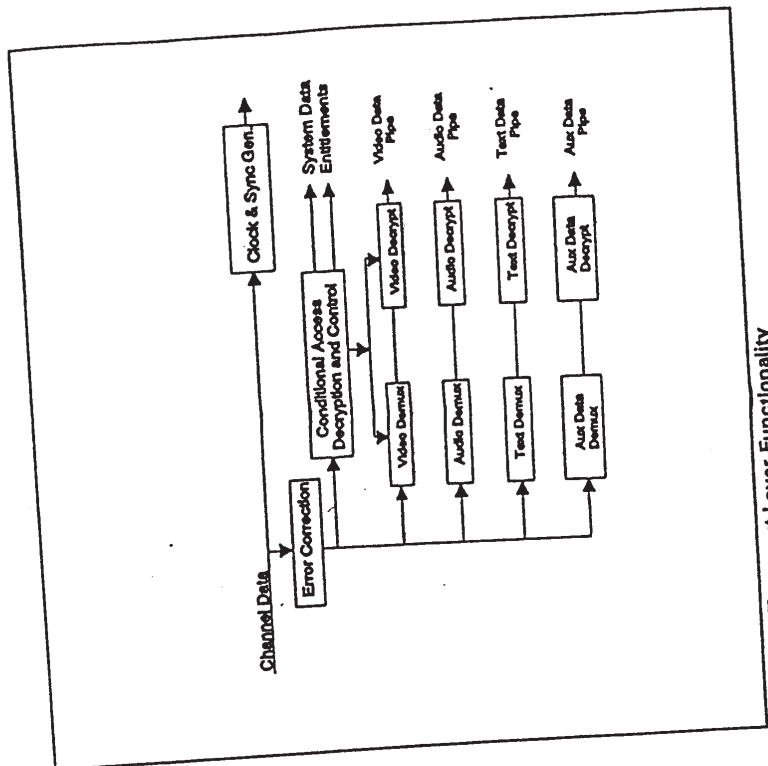 Channel Data
Clock & Sync Gen.
Error Correction
Conditional Access
Decryption and Control
System Data
Entitlements
Video Demux
Video Decrypt
Video Data
Pipe
Audio Demux
Audio Decrypt
Audio Data
Pipe
Text Demux
Text Decrypt
Text Data
Pipe
Aux Data
Demux
Aux Data
Decrypt
Aux Data
Pipe
Layer Functionality